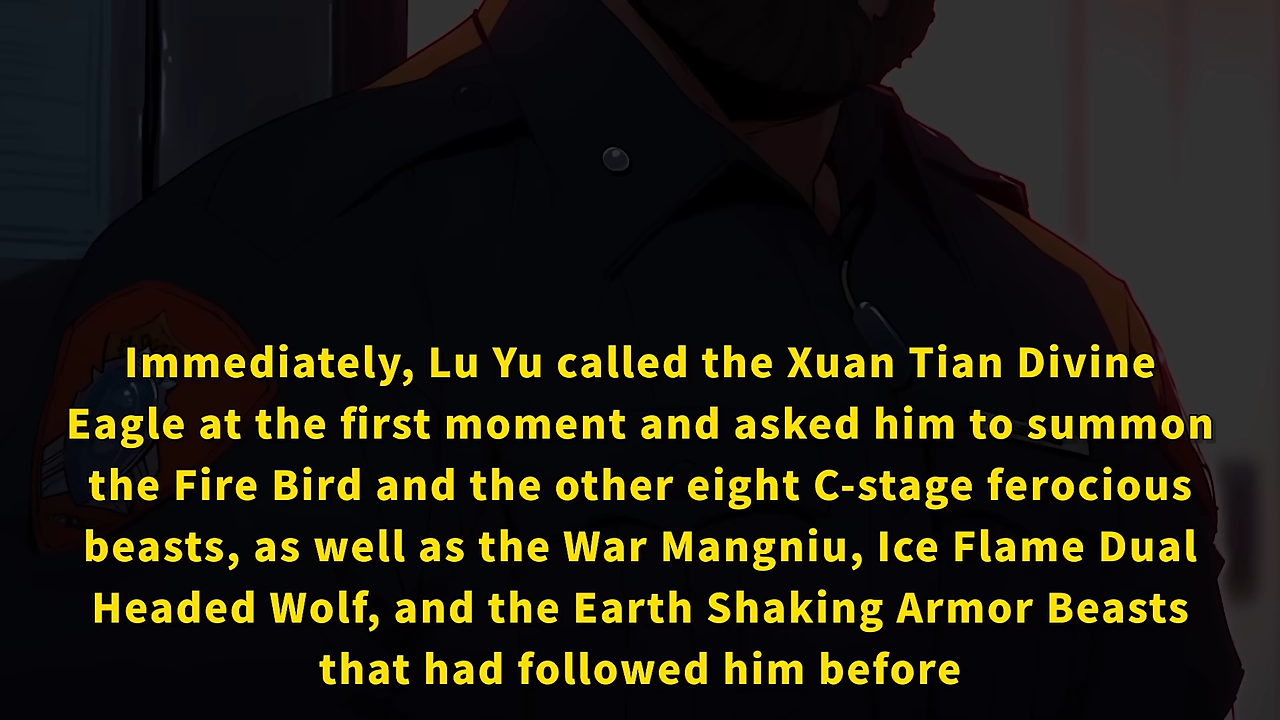 Immediately, Lu Yu called the Xuan Tian Divine
Eagle at the first moment and asked him to summon
the Fire Bird and the other eight C-stage ferocious
beasts, as well as the War Mangniu, Ice Flame Dual
Headed Wolf, and the Earth Shaking Armor Beasts
that had followed him before